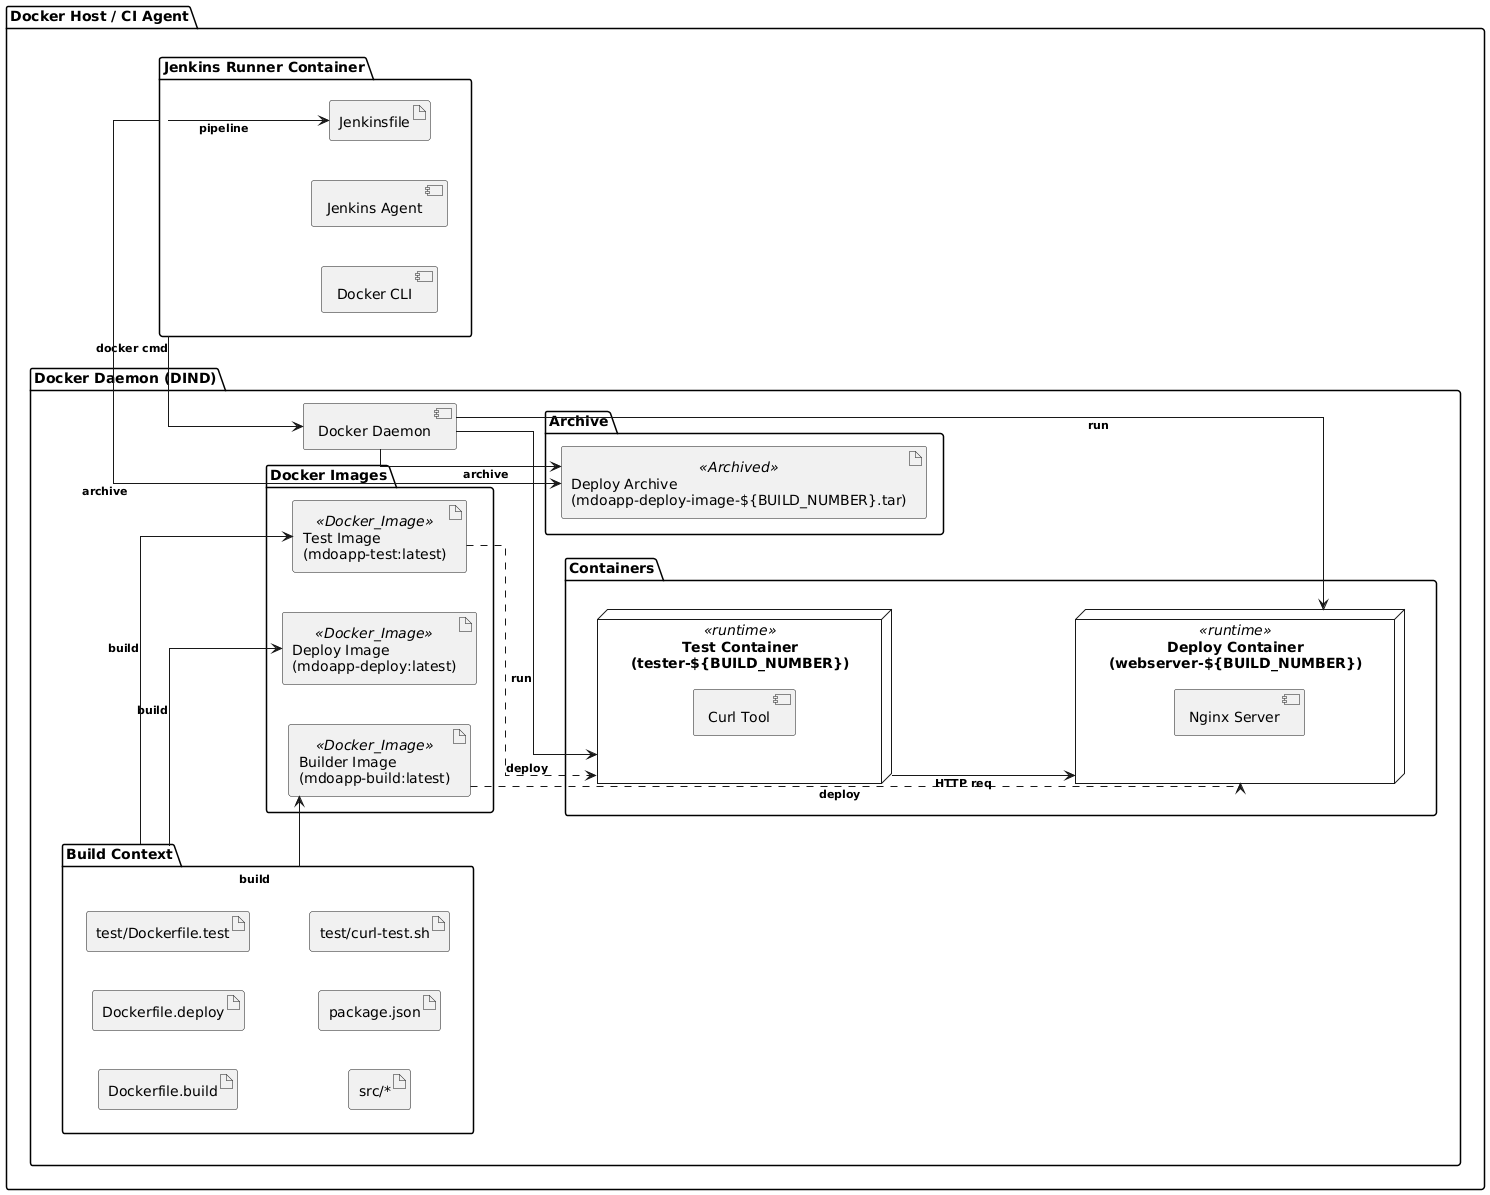 Docker Host / CI Agent
Jenkins Runner Container
Jenkinsfile
pipeline
Jenkins Agent
Docker CLI
docker cmd
Docker Daemon (DIND)
Docker Daemon
run
Archive
archive
«Archived»
Deploy Archive
(mdoapp-deploy-image-${BUILD_NUMBER}.tar)
archive
Docker Images
«Docker_Image»
Test Image
(mdoapp-test:latest)
build
«Docker_Image»
Deploy Image
(mdoapp-deploy:latest)
build
«Docker_Image»
Builder Image
(mdoapp-build:latest)
run
deploy
Containers
«runtime»
Test Container
(tester-${BUILD_NUMBER})
Curl Tool
«runtime»
Deploy Container
(webserver-${BUILD_NUMBER})
Nginx Server
HTTP req
deploy
Build Context
build
test/Dockerfile.test
test/curl-test.sh
Dockerfile.deploy
package.json
Dockerfile.build
src/*